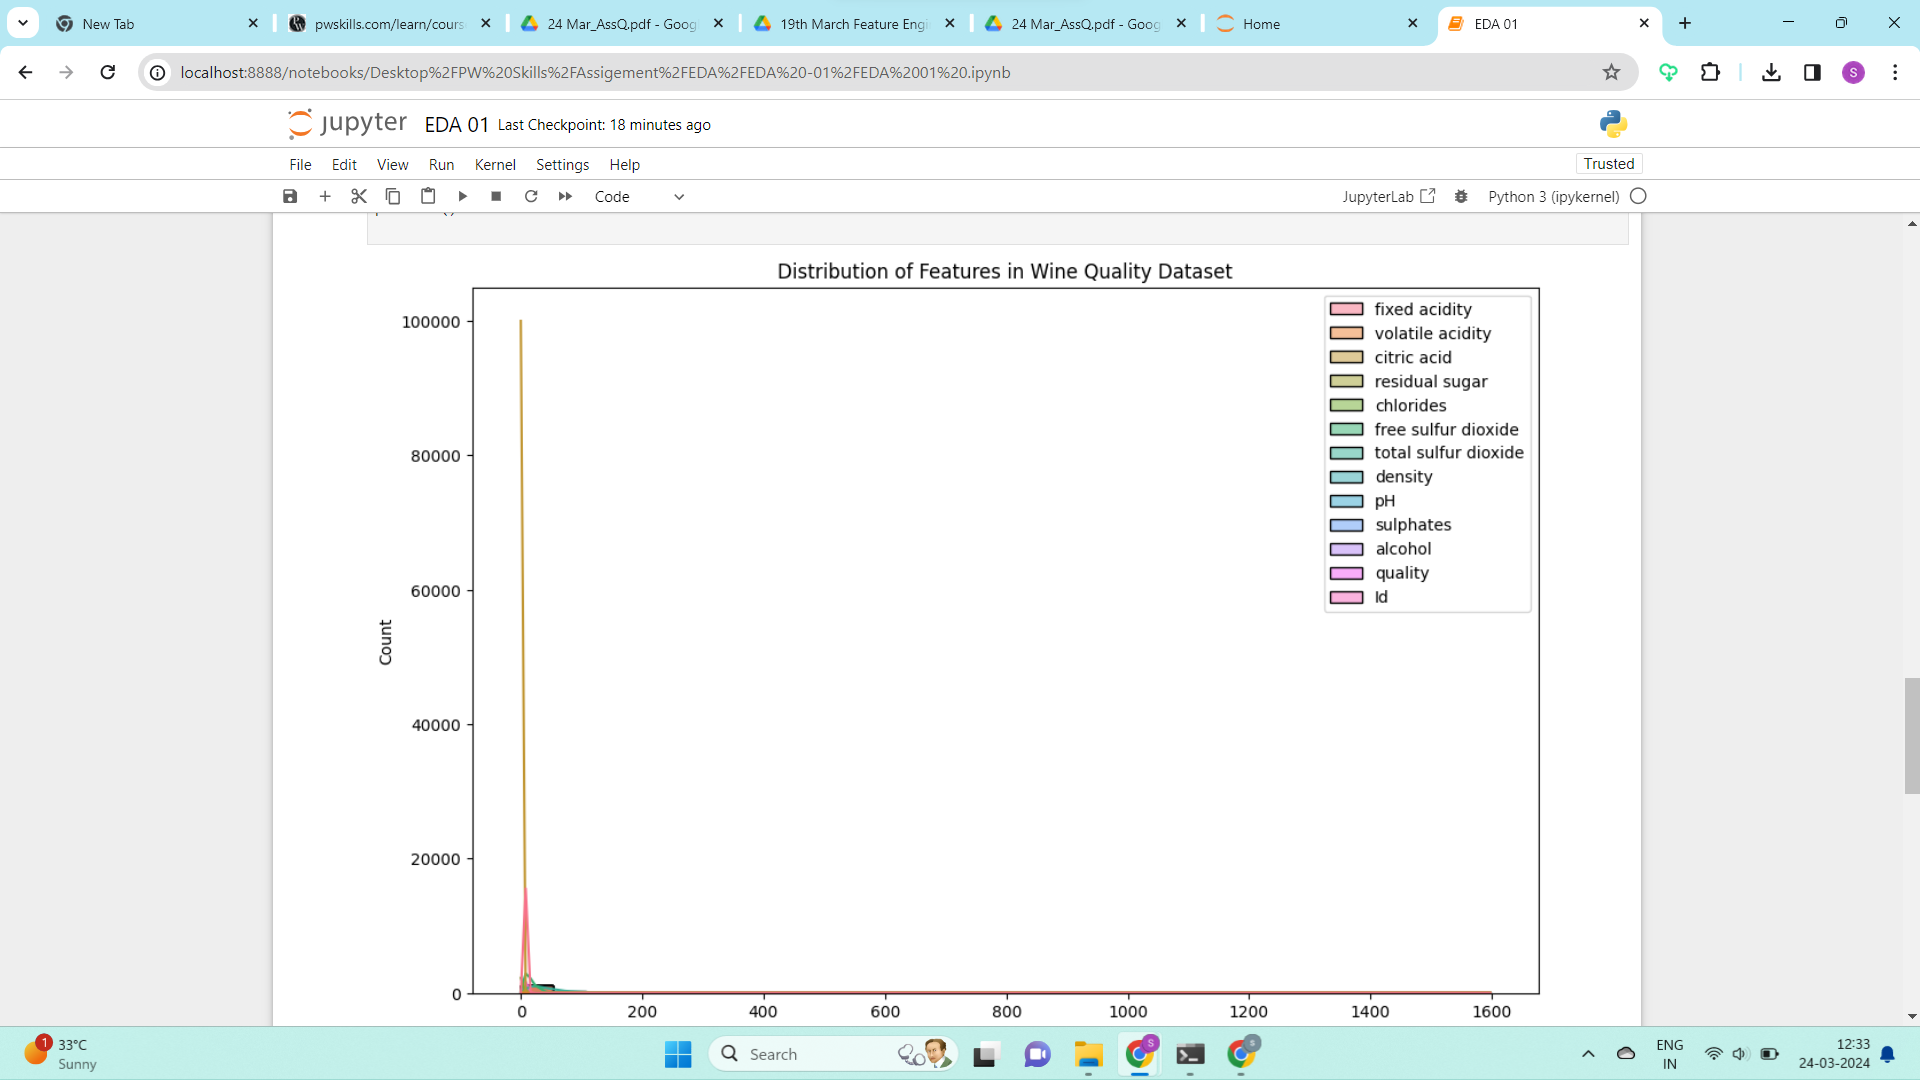 New Tab
pwskills.com/learn/cours
24 Mar_AssQ.pdf - Goog
19th March Feature Engi
24 Mar_AssQ.pdf - Goog
Home
EDA 01
localhost:8888/notebooks/Desktop%2FPW%20Skills%2FAssigement%2FEDA%2FEDA%20-01%2FEDA%2001%20.ipynb
S
jupyter EDA 01 Last Checkpoint: 18 minutes ago
File Edit View Run Kernel Settings Help
Trusted
Code
JupyterLab
Python 3 (ipykernel)
Distribution of Features in Wine Quality Dataset
100000
80000
60000
40000
20000
0
Count
fixed acidity
volatile acidity
citric acid
residual sugar
chlorides
free sulfur dioxide
total sulfur dioxide
density
pH
sulphates
alcohol
quality
Id
0 200 400 600 800 1000 1200 1400 1600
1
33°C
Sunny
Search
S
s
ENG
IN
12:33
24-03-2024